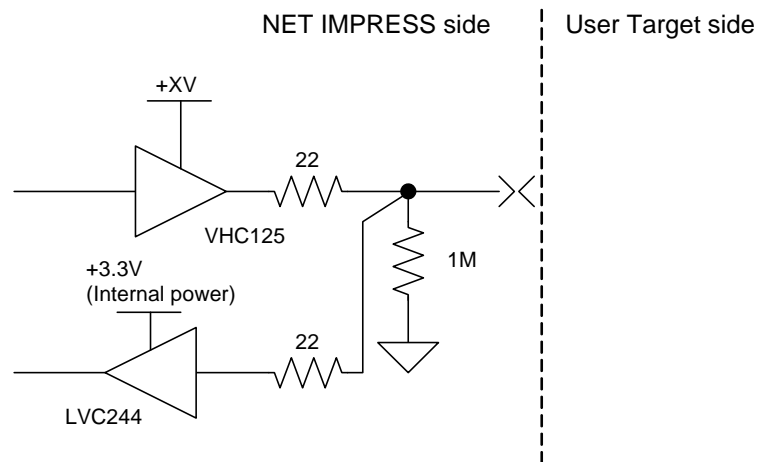 NET IMPRESS side
User Target side
+XV
22
VHC125
1M
+3.3V
(Internal power)
22
LVC244